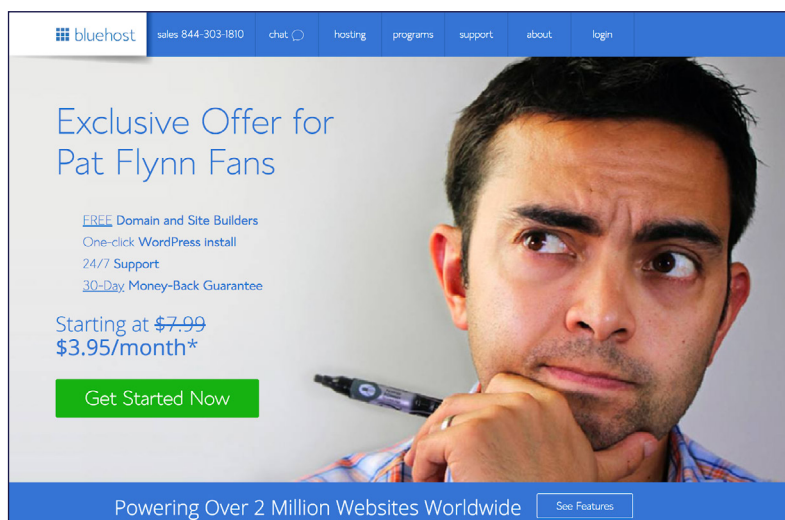 bluehost
sales 844-303-1810
chat
hosting
programs
support
about
login
Exclusive Offer for
Pat Flynn Fans
FREE Domain and Site Builders
One-click WordPress install
24/7 Support
30-Day Money-Back Guarantee
Starting at $7.99
$3.95/month*
Get Started Now
Powering Over 2 Million Websites Worldwide
See Features